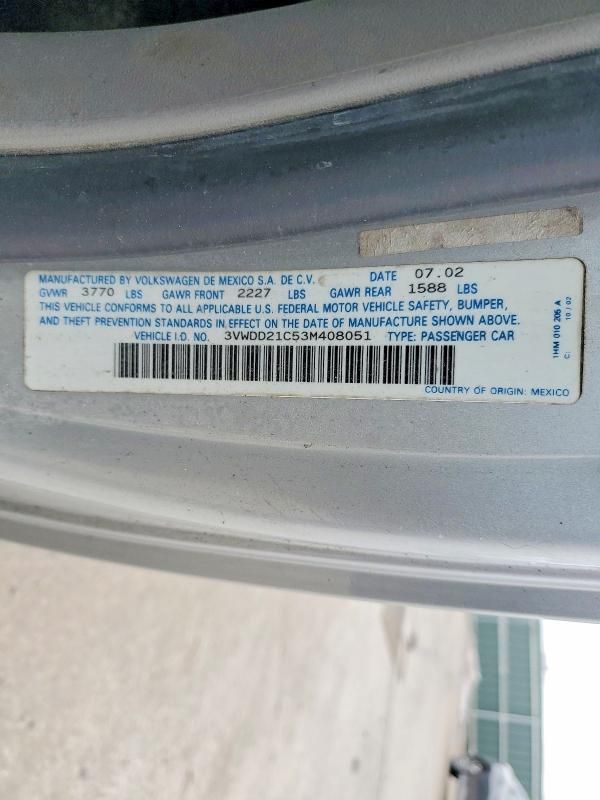 MANUFACTURED BY VOLKSWAGEN DE MEXICO S.A. DE C.V. DATE 07.02
GVWR 3770 LBS GAWR FRONT 2227 LBS GAWR REAR 1588 LBS
THIS VEHICLE CONFORMS TO ALL APPLICABLE U.S. FEDERAL MOTOR VEHICLE SAFETY, BUMPER,
AND THEFT PREVENTION STANDARDS IN EFFECT ON THE DATE OF MANUFACTURE SHOWN ABOVE.
VEHICLE I.D. NO. 3VWDD21C53M408051 TYPE: PASSENGER CAR
COUNTRY OF ORIGIN: MEXICO
1HM 010 205 A
C: 10 / 02